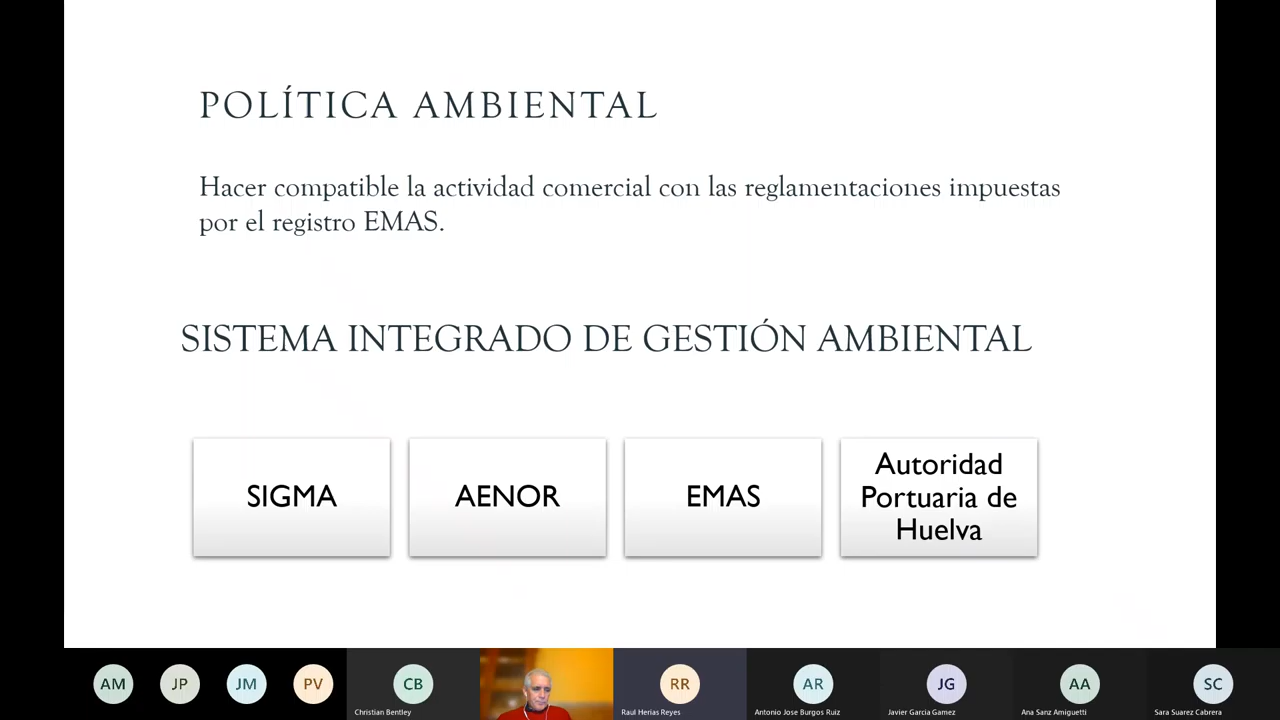 POLÍTICA AMBIENTAL
Hacer compatible la actividad comercial con las reglamentaciones impuestas
por el registro EMAS.
SISTEMA INTEGRADO DE GESTIÓN AMBIENTAL
SIGMA
AENOR
EMAS
Autoridad
Portuaria de
Huelva
AM
JP
JM
PV
CB
Christian Bentley
RR
Raul Herias Reyes
AR
Antonio Jose Burgos Ruiz
JG
Javier Garcia Gamez
AA
Ana Sanz Amiguetti
SC
Sara Suarez Cabrera